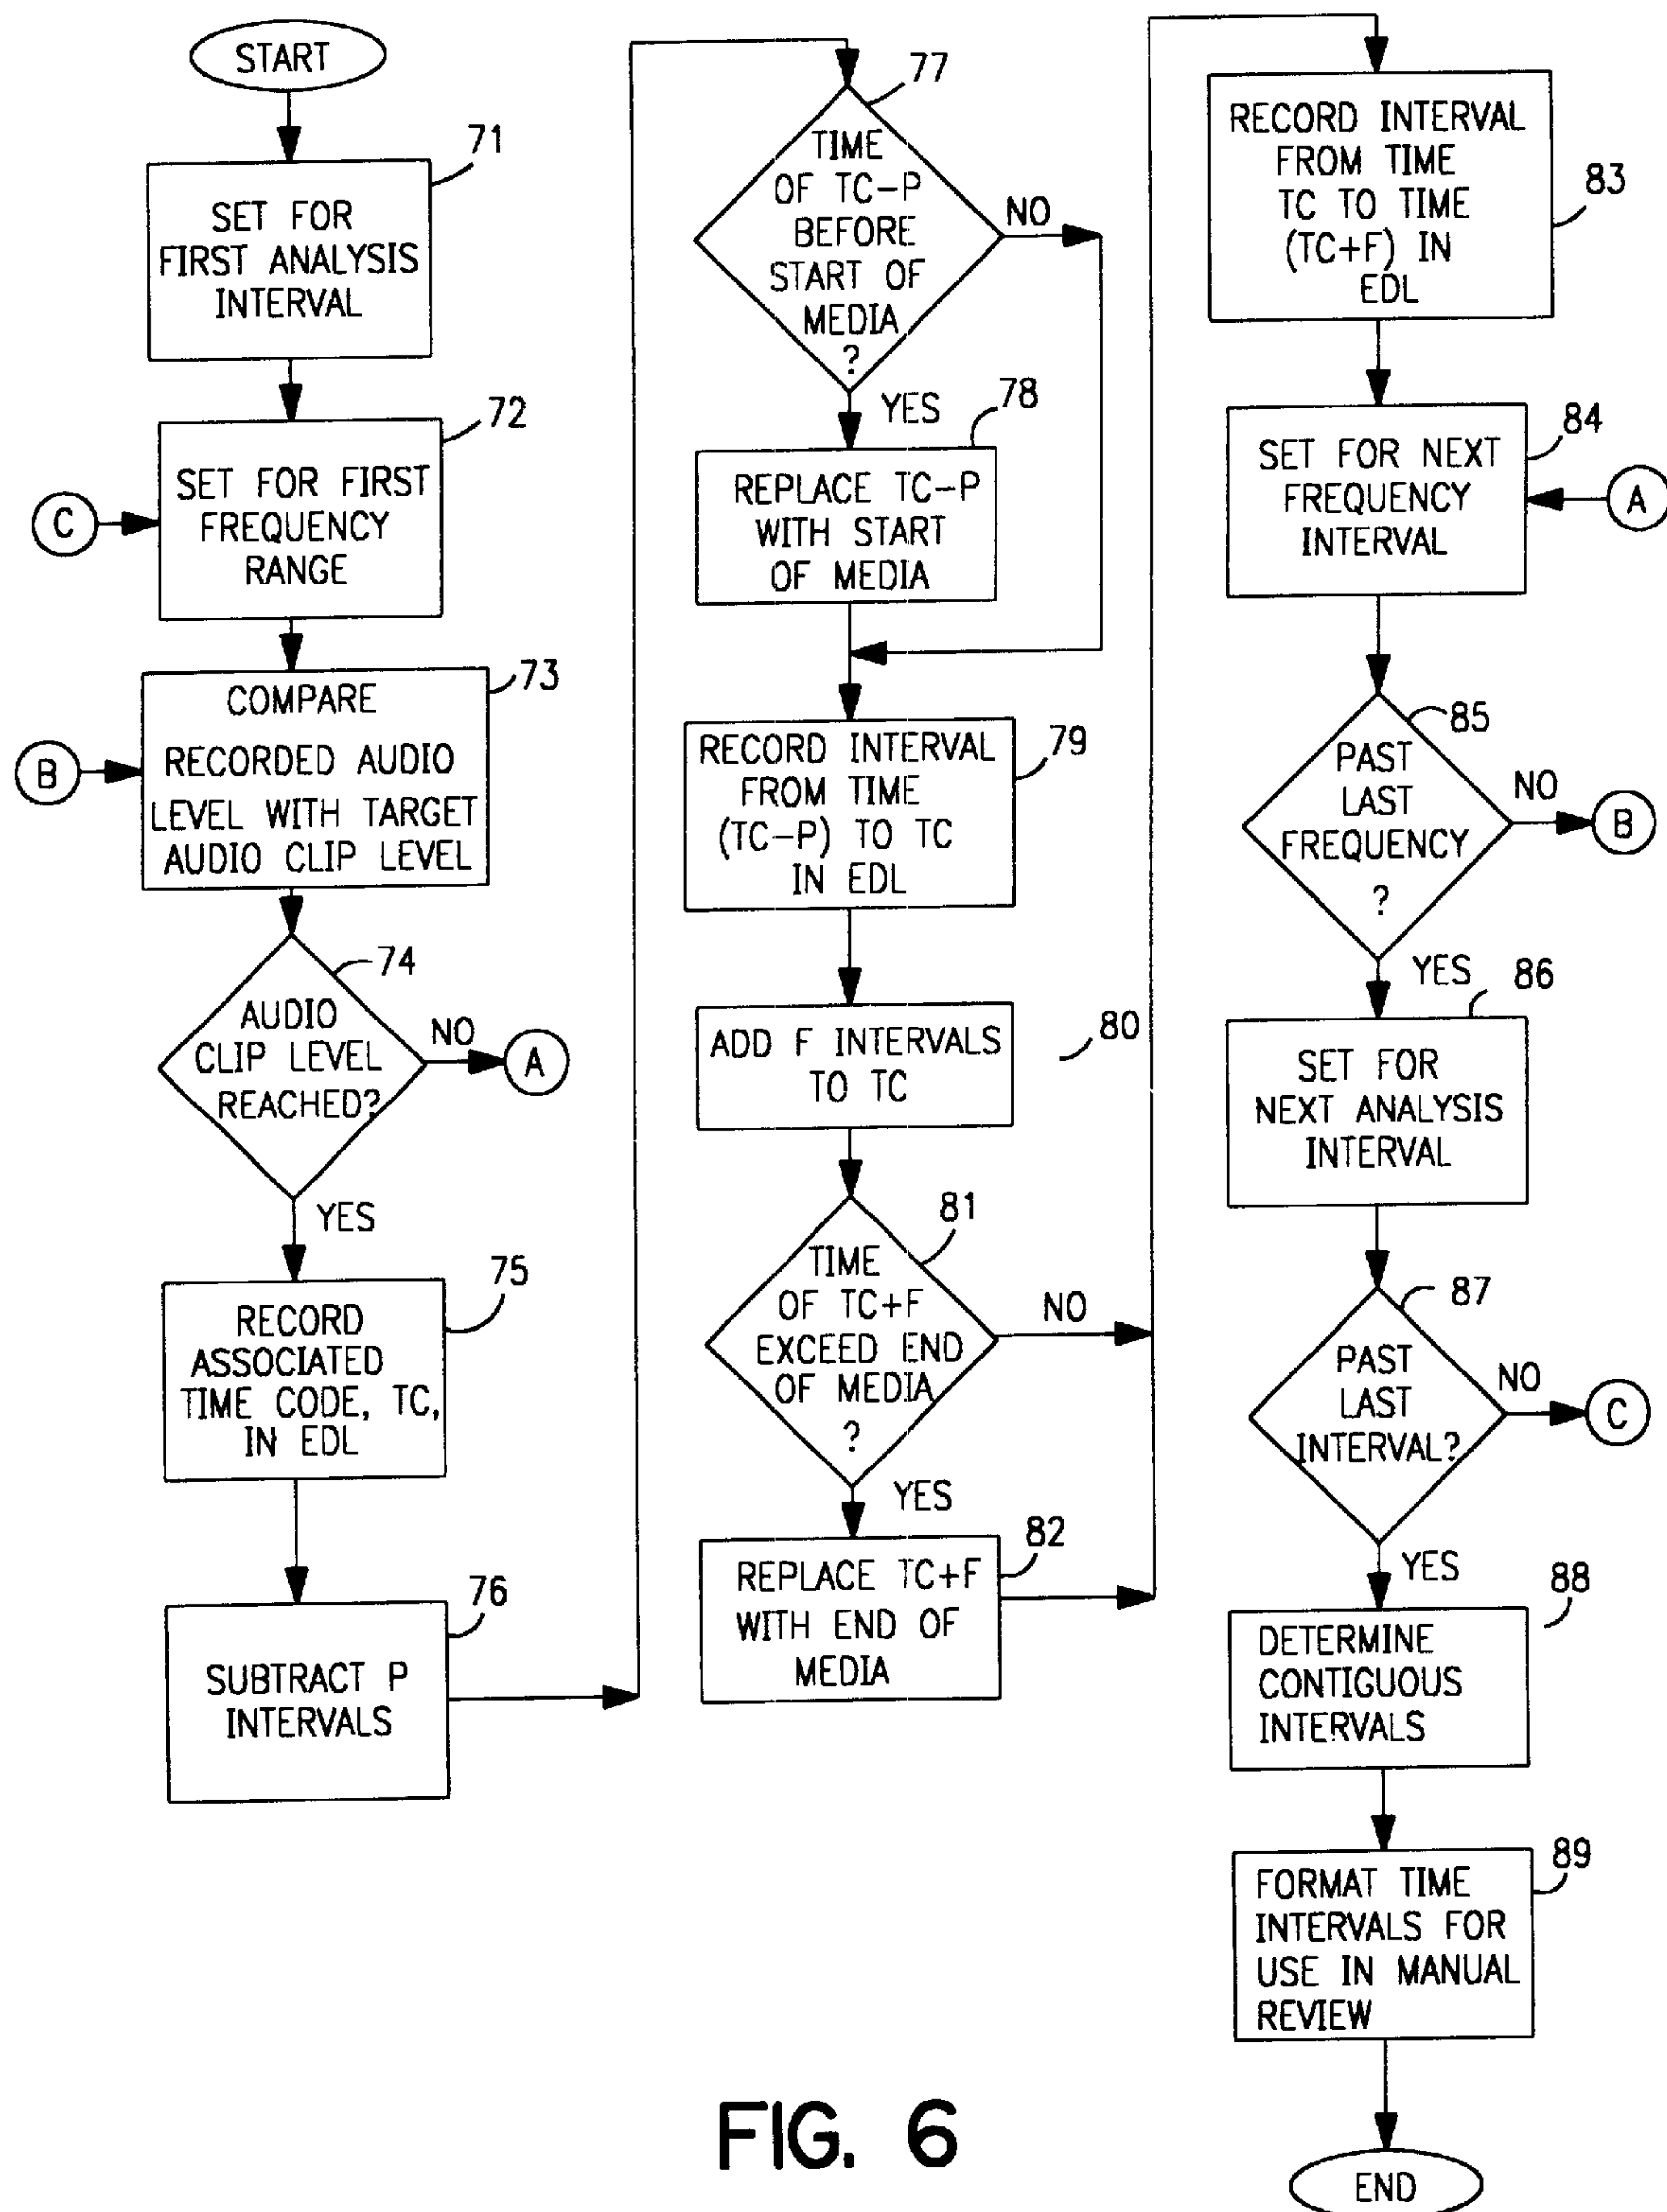 START
71
SET FOR
FIRST ANALYSIS
INTERVAL
72
SET FOR FIRST
FREQUENCY
RANGE
C
73
COMPARE
RECORDED AUDIO
LEVEL WITH TARGET
AUDIO CLIP LEVEL
B
74
AUDIO
CLIP LEVEL
REACHED?
NO
A
YES
75
RECORD
ASSOCIATED
TIME CODE, TC,
IN EDL
76
SUBTRACT P
INTERVALS
77
TIME
OF TC-P
BEFORE
START OF
MEDIA
?
NO
YES
78
REPLACE TC-P
WITH START
OF MEDIA
79
RECORD INTERVAL
FROM TIME
(TC-P) TO TC
IN EDL
80
ADD F INTERVALS
TO TC
81
TIME
OF TC+F
EXCEED END
OF MEDIA
?
NO
YES
82
REPLACE TC+F
WITH END OF
MEDIA
83
RECORD INTERVAL
FROM TIME
TC TO TIME
(TC+F) IN
EDL
84
SET FOR NEXT
FREQUENCY
INTERVAL
A
85
PAST
LAST
FREQUENCY
?
NO
B
YES
86
SET FOR
NEXT ANALYSIS
INTERVAL
87
PAST
LAST
INTERVAL?
NO
C
YES
88
DETERMINE
CONTIGUOUS
INTERVALS
89
FORMAT TIME
INTERVALS FOR
USE IN MANUAL
REVIEW
END
FIG. 6